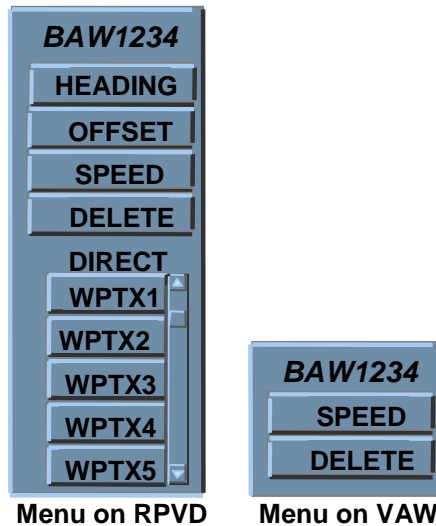 BAW1234
HEADING
OFFSET
SPEED
DELETE
DIRECT
WPTX1
WPTX2
WPTX3
WPTX4
WPTX5
Menu on RPVD
BAW1234
SPEED
DELETE
Menu on VAW